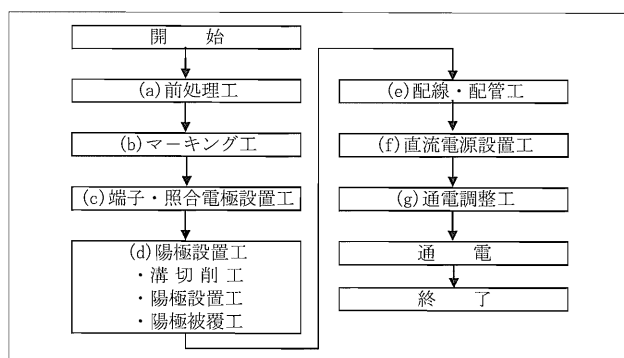 開 始
(a)前処理工
(b)マーキング工
(c)端子・照合電極設置工
(d)陽極設置工
・溝切削工
・陽極設置工
・陽極被覆工
(e)配線・配管工
(f)直流電源設置工
(g)通電調整工
通 電
終 了